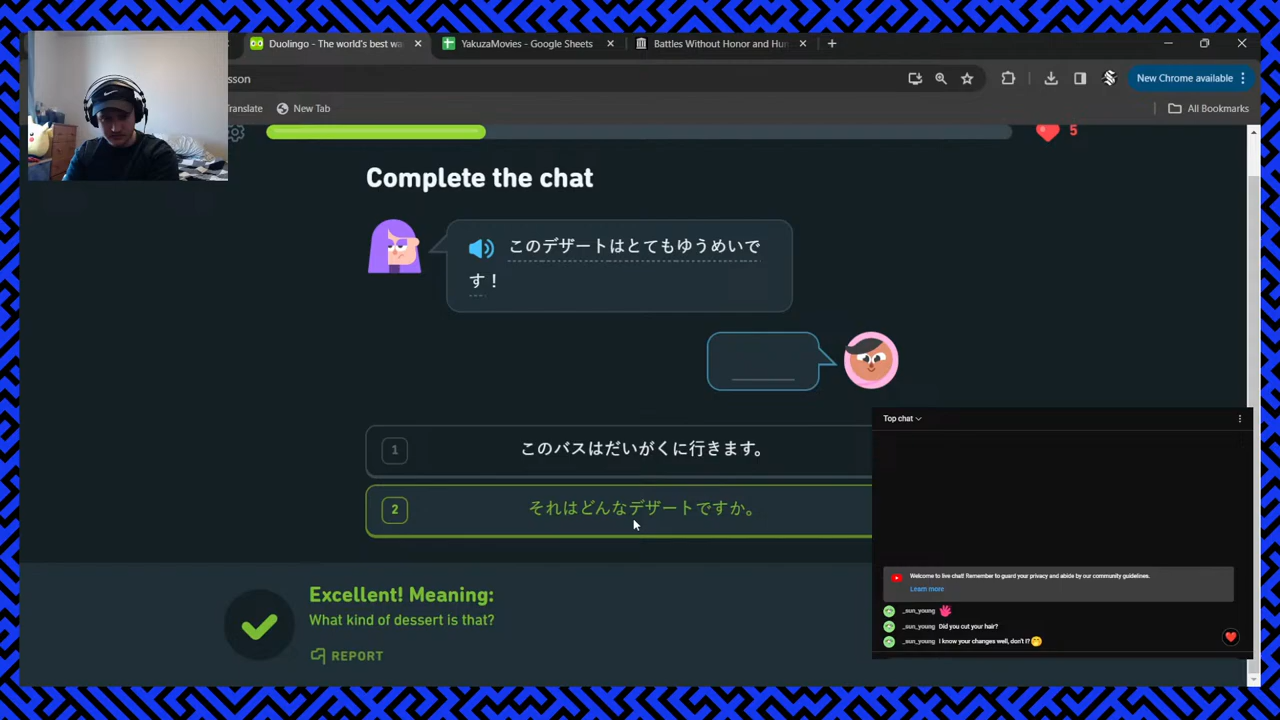 Duolingo - The world's best wa
YakuzaMovies - Google Sheets
Battles Without Honor and Hun
New Chrome available
sson
Translate
New Tab
All Bookmarks
5
Complete the chat
このデザートはとてもゆうめいで
す！
1
このバスはだいがくに行きます。
2
それはどんなデザートですか。
Top chat
Welcome to live chat! Remember to guard your privacy and abide by our community guidelines.
Learn more
_sun_young
_sun_young Did you cut your hair?
_sun_young I know your changes well, don't I?
Excellent! Meaning:
What kind of dessert is that?
REPORT